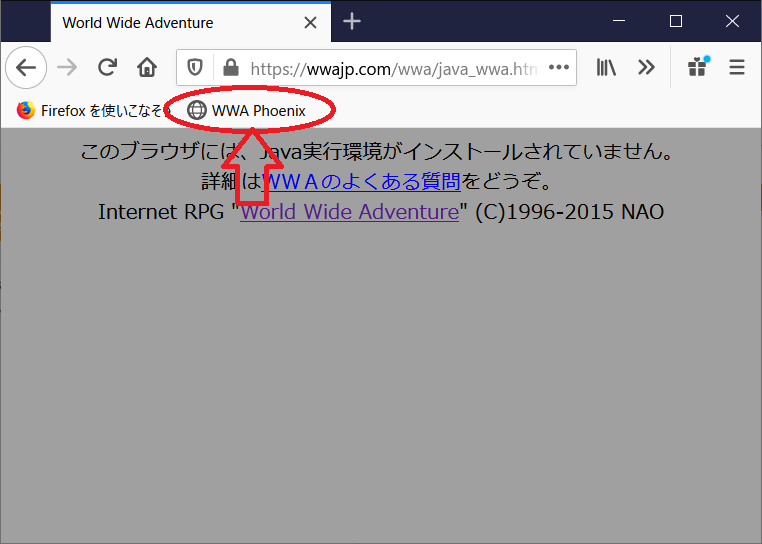 World Wide Adventure
https://wwajp.com/wwa/java_wwa.htm
Firefox を使いこなそ
WWA Phoenix
このブラウザには、Java実行環境がインストールされていません。
詳細はＷＷＡのよくある質問をどうぞ。
Internet RPG "World Wide Adventure" (C)1996-2015 NAO